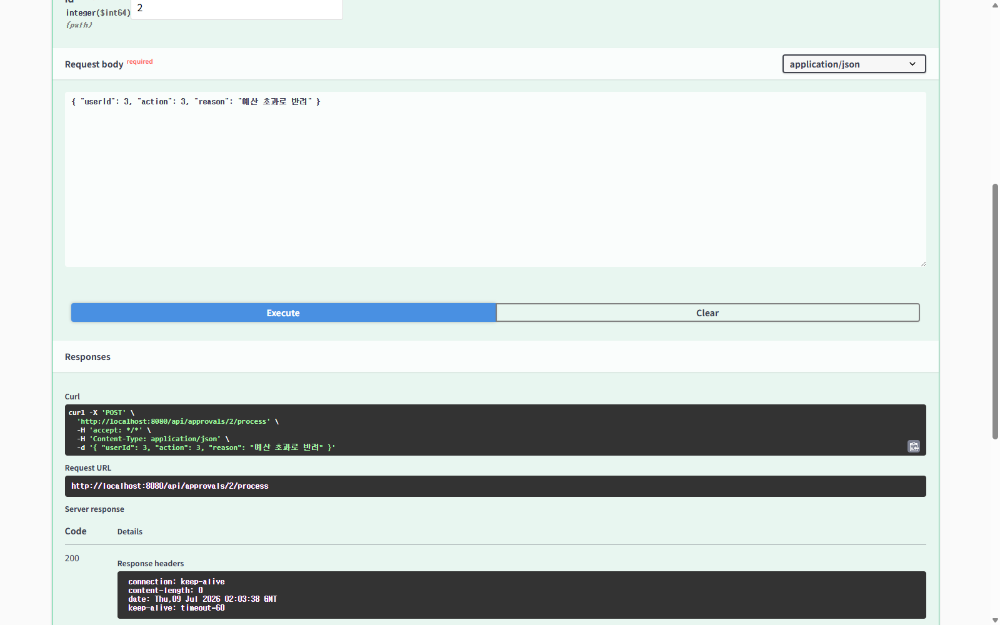 id
integer($int64)
(path)
2
Request body required
application/json
{ "userId": 3, "action": 3, "reason": "예산 초과로 반려" }
Execute
Clear
Responses
Curl
curl -X 'POST' \
'http://localhost:8080/api/approvals/2/process' \
-H 'accept: */*' \
-H 'Content-Type: application/json' \
-d '{ "userId": 3, "action": 3, "reason": "예산 초과로 반려" }'
Request URL
http://localhost:8080/api/approvals/2/process
Server response
Code Details
200
Response headers
connection: keep-alive
content-length: 0
date: Thu,09 Jul 2026 02:03:38 GMT
keep-alive: timeout=60